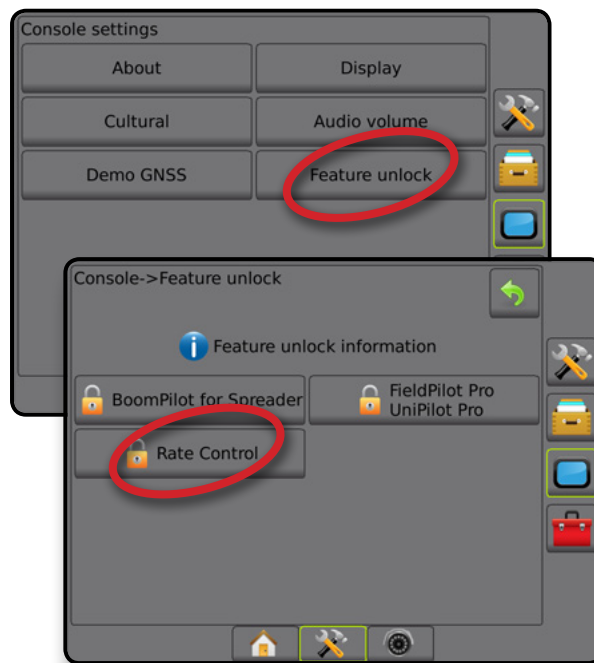 Console settings
About
Display
Cultural
Audio volume
Demo GNSS
Feature unlock
Console->Feature unlock
Feature unlock information
BoomPilot for Spreader
FieldPilot Pro
UniPilot Pro
Rate Control